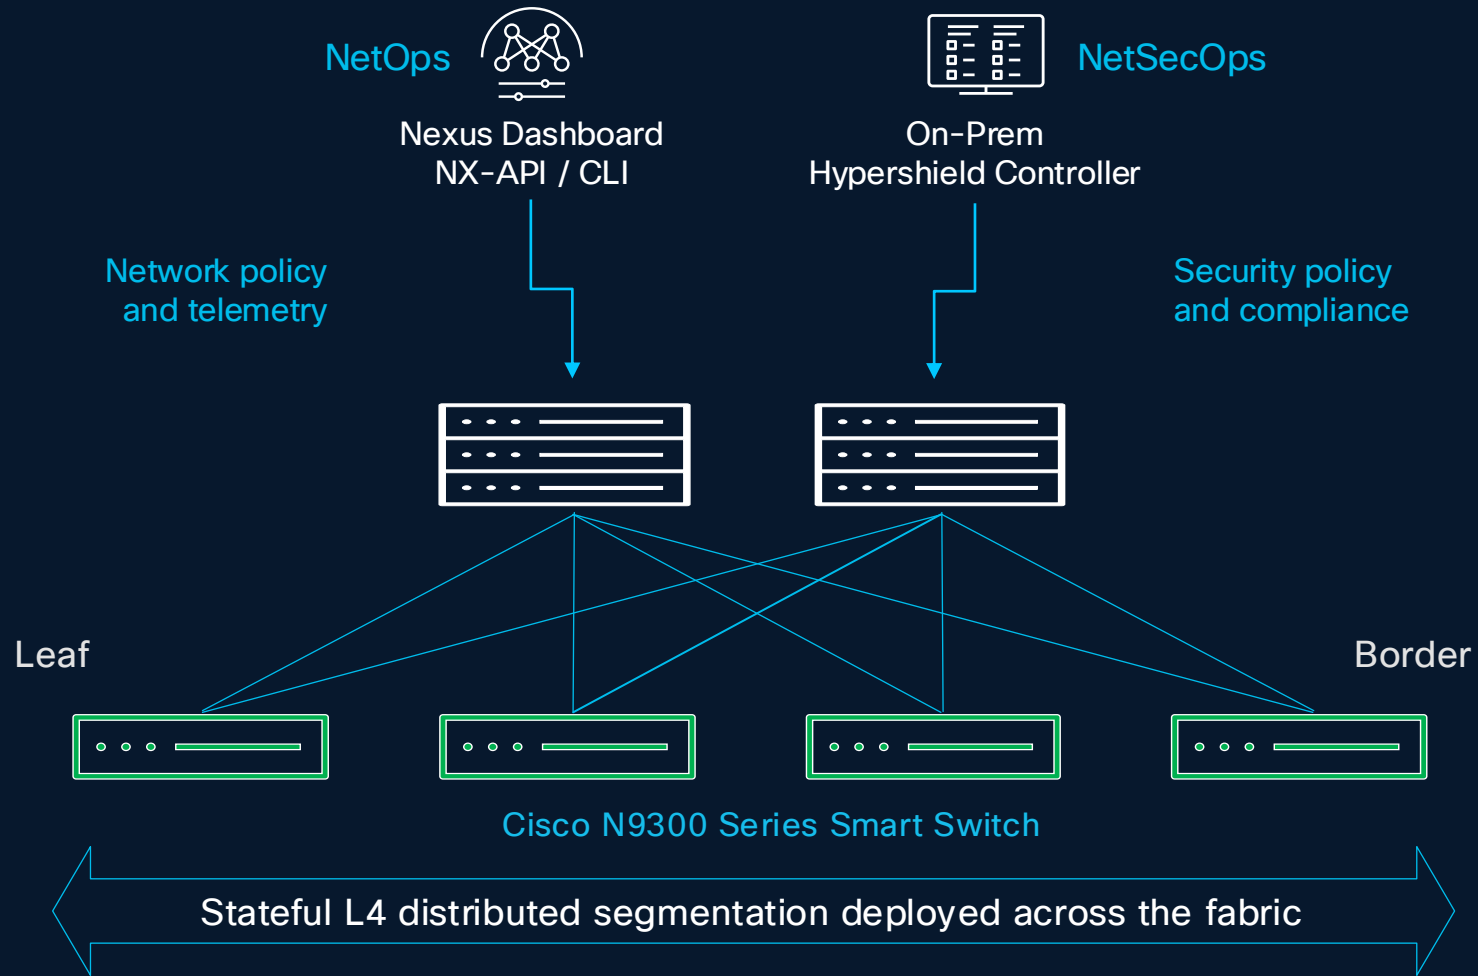 NetOps
NetSecOps
Nexus Dashboard
NX-API / CLI
On-Prem
Hypershield Controller
Network policy
and telemetry
Security policy
and compliance
Leaf
Border
Cisco N9300 Series Smart Switch
Stateful L4 distributed segmentation deployed across the fabric